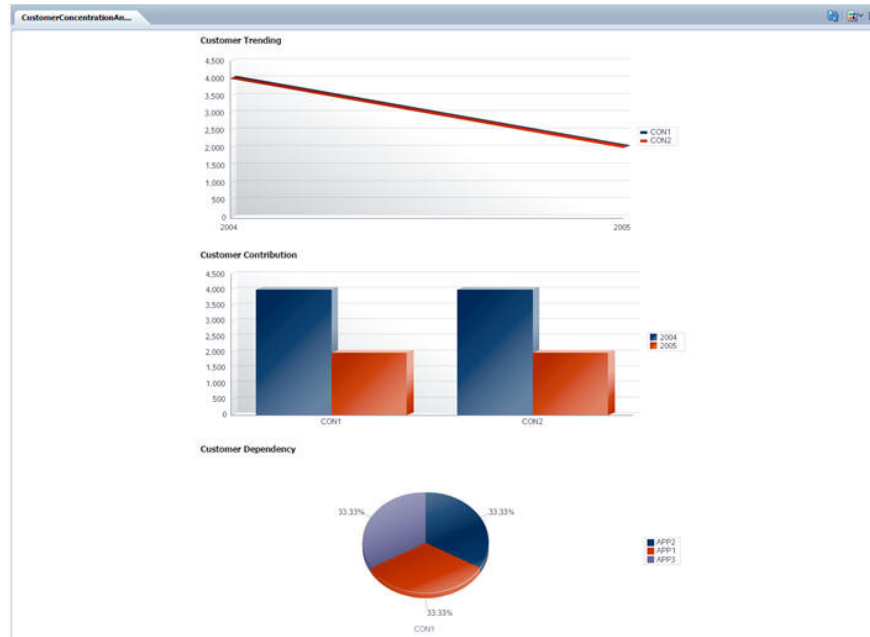 CustomerConcentrationAn...
Customer Trending
4,500
4,000
3,500
3,000
2,500
2,000
1,500
1,000
500
0
2004 2005
CON1
CON2
Customer Contribution
4,500
4,000
3,500
3,000
2,500
2,000
1,500
1,000
500
0
CON1 CON2
2004
2005
Customer Dependency
33.33% 33.33%
33.33%
CON1
APP2
APP1
APP3